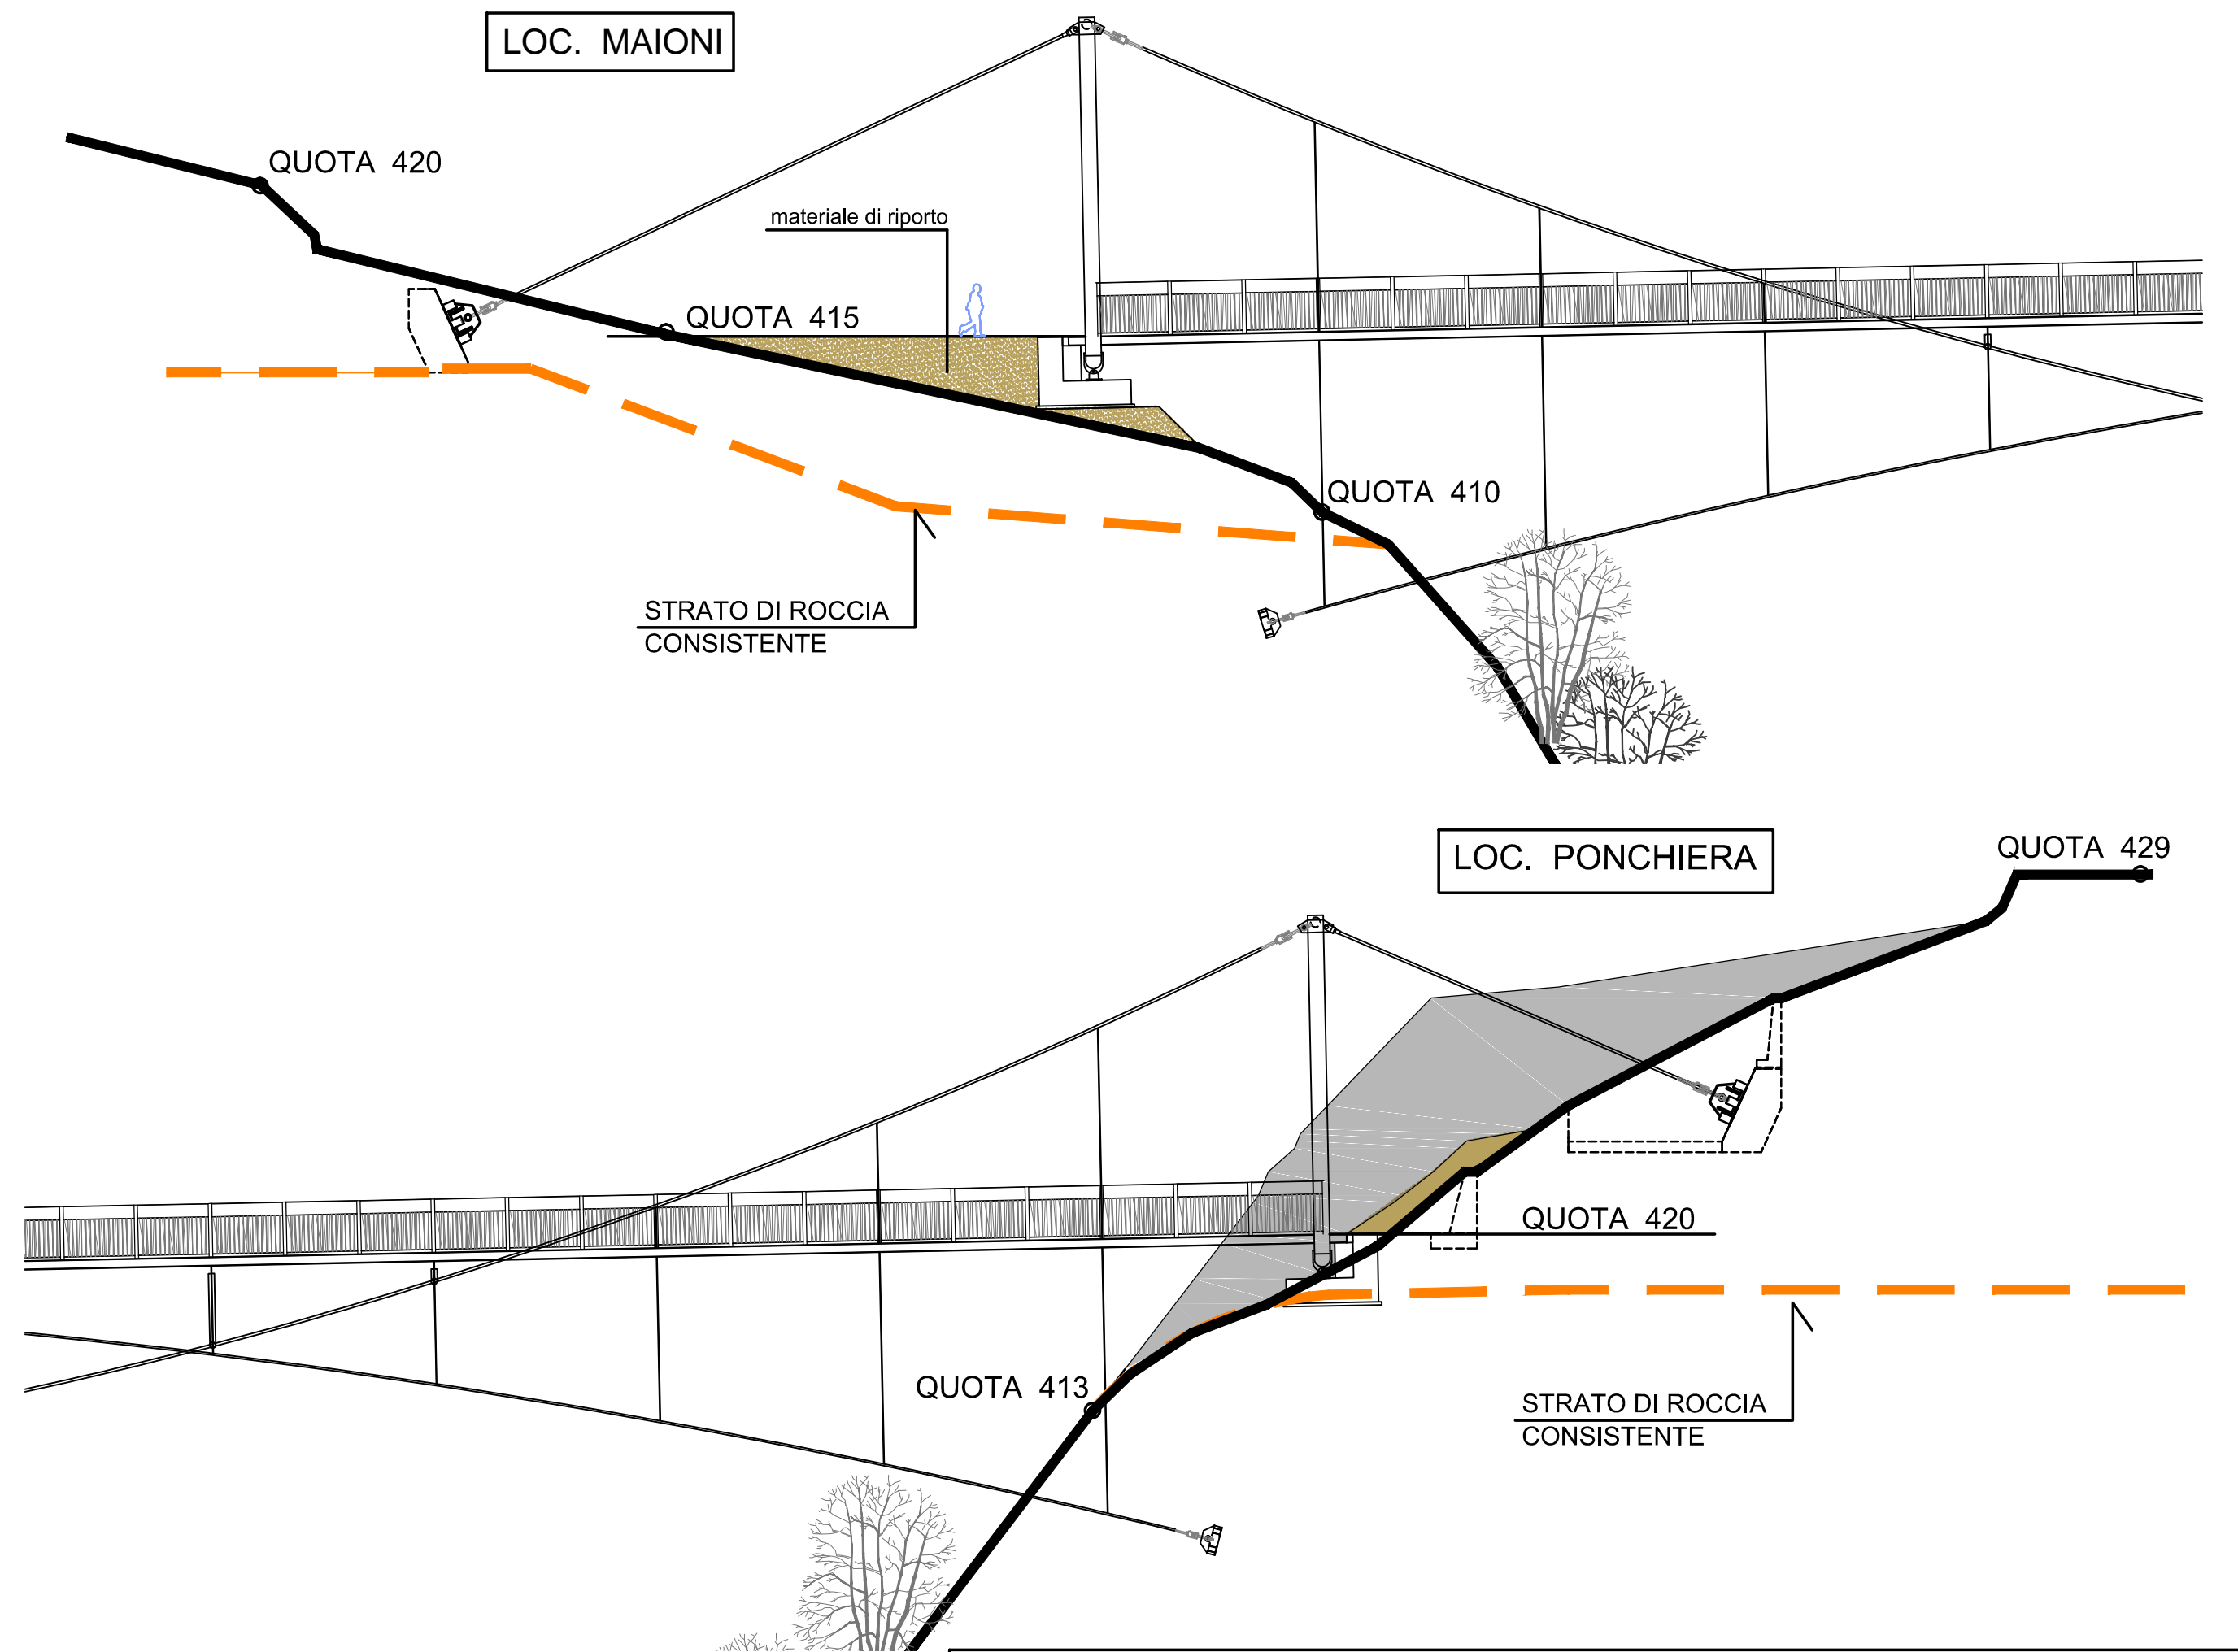 LOC. MAIONI
QUOTA 420
materiale di riporto
QUOTA 415
QUOTA 410
STRATO DI ROCCIA
CONSISTENTE
LOC. PONCHIERA
QUOTA 429
QUOTA 420
QUOTA 413
STRATO DI ROCCIA
CONSISTENTE